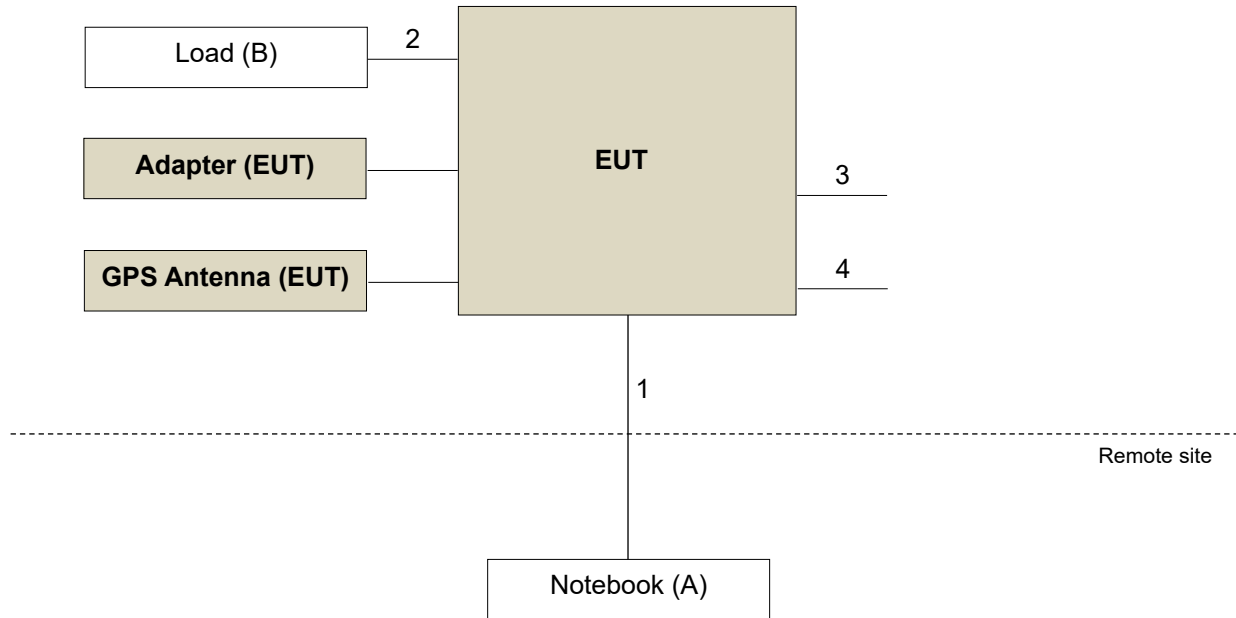 Load (B)
2
Adapter (EUT)
EUT
3
GPS Antenna (EUT)
4
1
Remote site
Notebook (A)